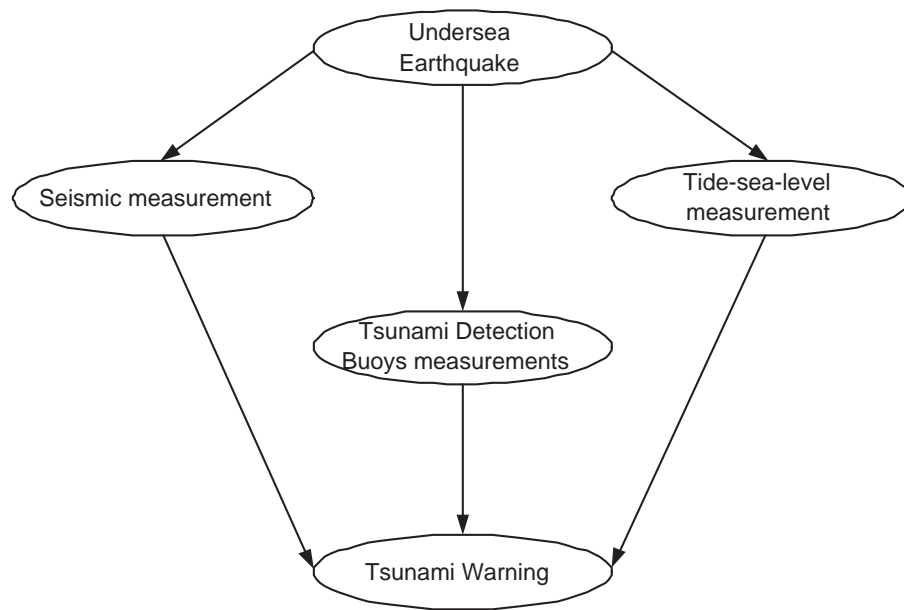 Undersea
Earthquake
Seismic measurement
Tide-sea-level
measurement
Tsunami Detection
Buoys measurements
Tsunami Warning